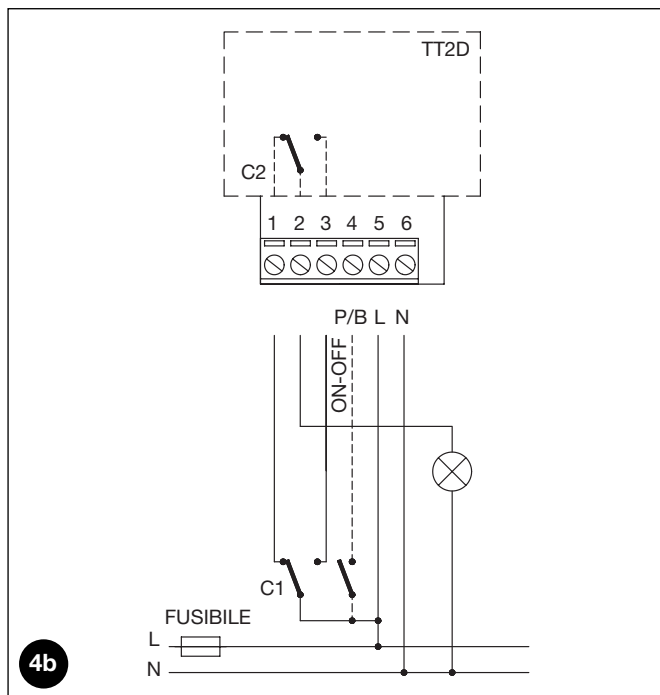 TT2D
C2
1 2 3 4 5 6
P/B L N
ON-OFF
C1
FUSIBILE
L
N
4b